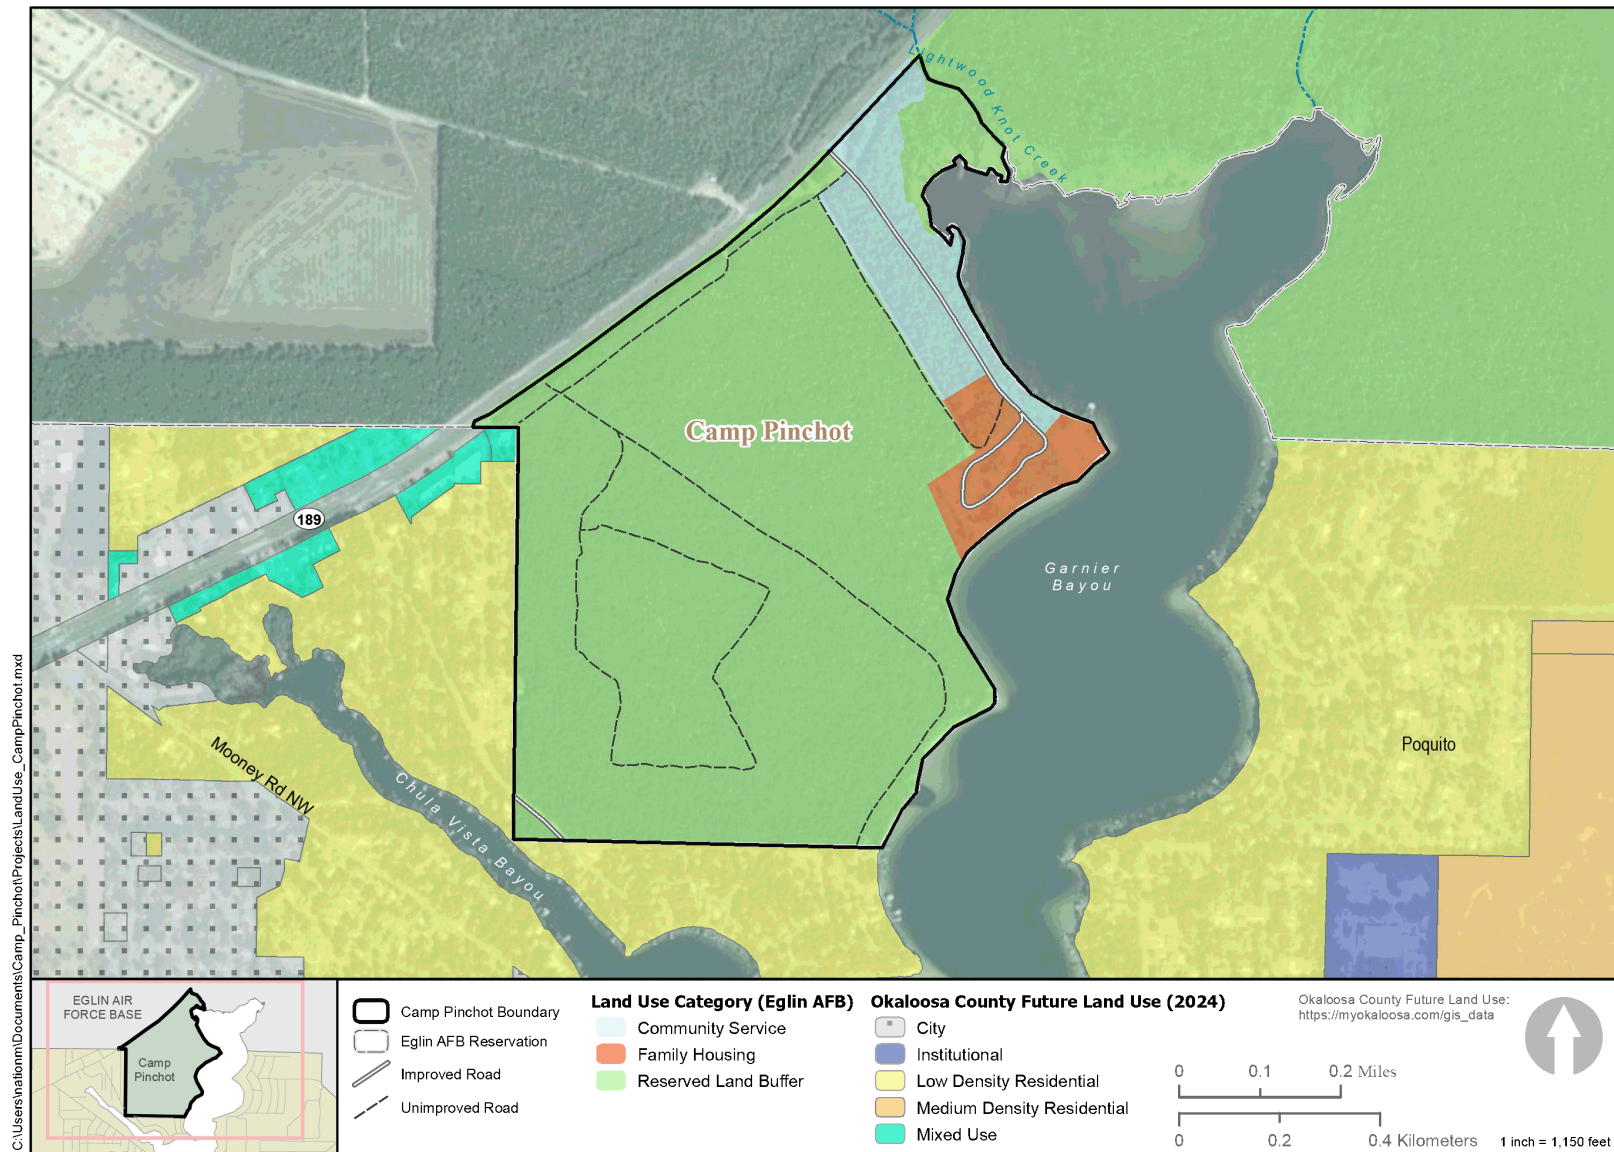 Lightwood Knot Creek
Camp Pinchot
189
Garnier
Bayou
Poquito
Mooney Rd NW
Chula Vista Bayou
C:\Users\nationm\Documents\Camp_Pinchot\Projects\LandUse_CampPinchot.mxd
EGLIN AIR
FORCE BASE
Camp
Pinchot
Camp Pinchot Boundary
Eglin AFB Reservation
Improved Road
Unimproved Road
Land Use Category (Eglin AFB)
Community Service
Family Housing
Reserved Land Buffer
Okaloosa County Future Land Use (2024)
City
Institutional
Low Density Residential
Medium Density Residential
Mixed Use
Okaloosa County Future Land Use:
https://myokaloosa.com/gis_data
0 0.1 0.2 Miles
0 0.2 0.4 Kilometers
1 inch = 1,150 feet